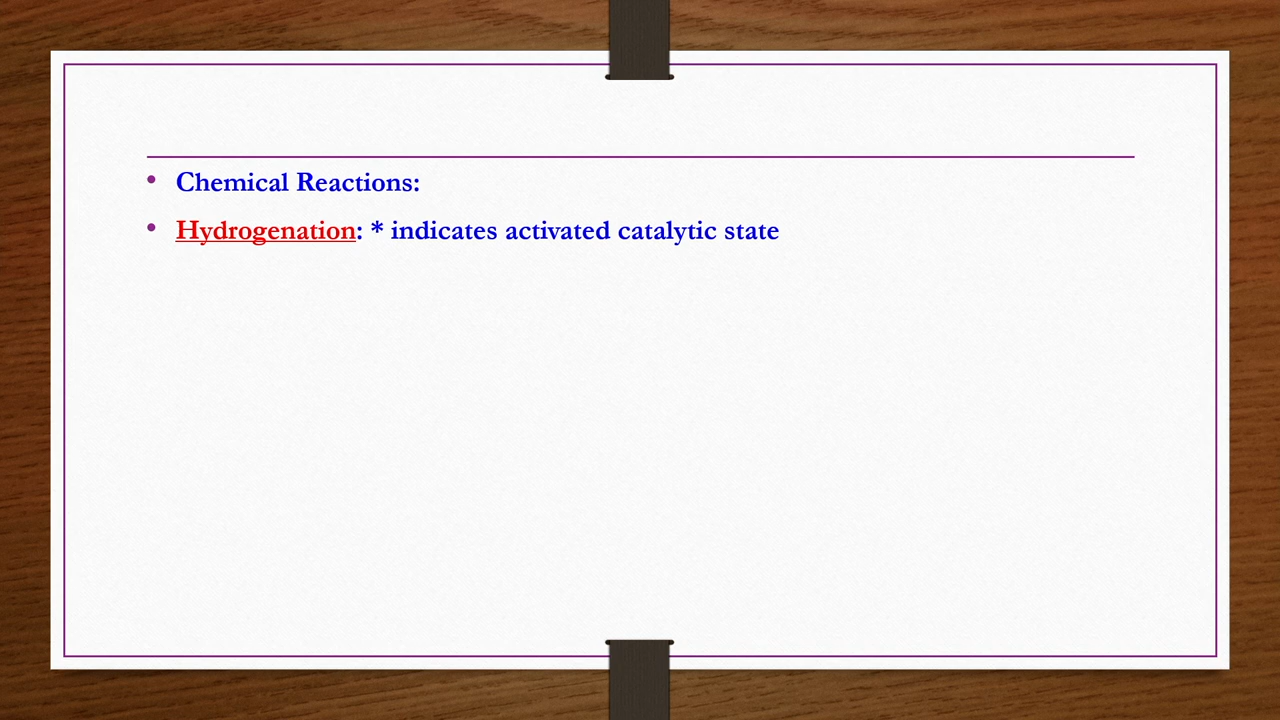 • Chemical Reactions:
• Hydrogenation: * indicates activated catalytic state